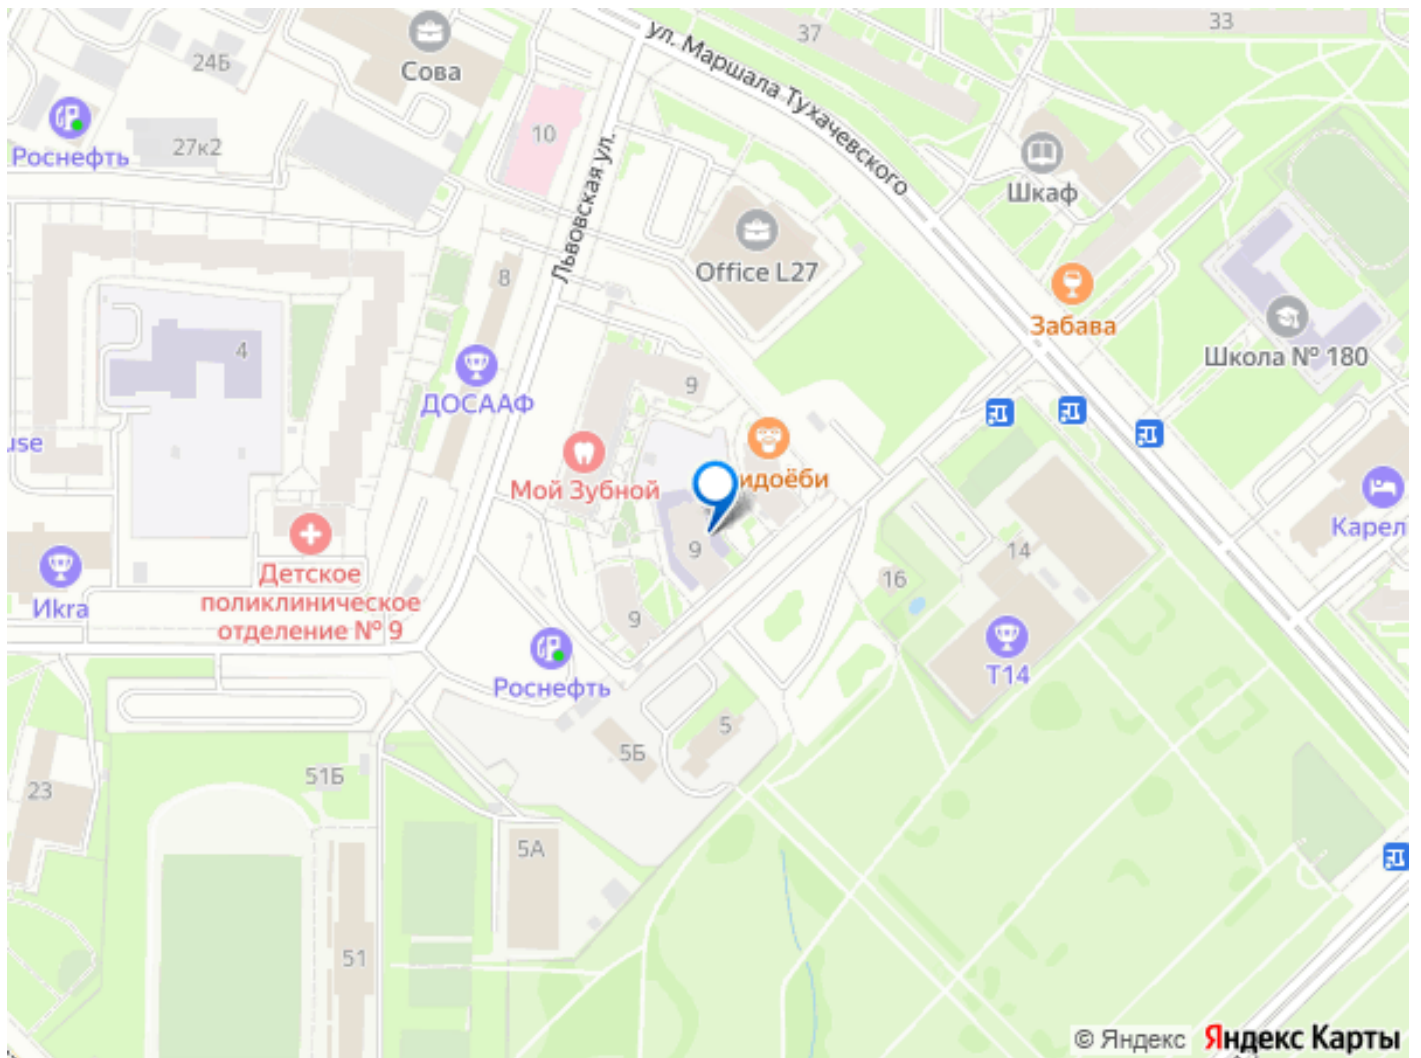 33
37
ул. Маршала Тухачевского
Сова
24Б
Роснефть
27к2
10
Львовская ул.
Шкаф
Office L27
8
Забава
Школа № 180
4
ДОСААФ
9
use
Мой Зубной
идоёби
Карел
9
14
16
Детское
поликлиническое
отделение № 9
Иkra
9
Т14
Роснефть
5
5Б
51Б
23
5А
51
© Яндекс Яндекс Карты